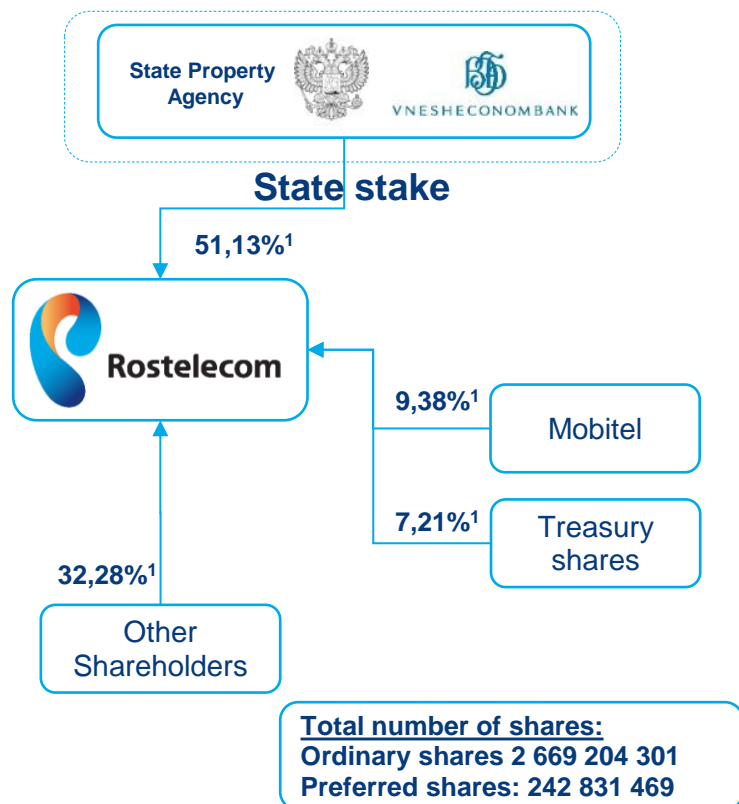 State Property
Agency
VNESHECONOMBANK
State stake
51,13%¹
Rostelecom
9,38%¹
Mobitel
7,21%¹
Treasury
shares
32,28%¹
Other
Shareholders
Total number of shares:
Ordinary shares 2 669 204 301
Preferred shares: 242 831 469